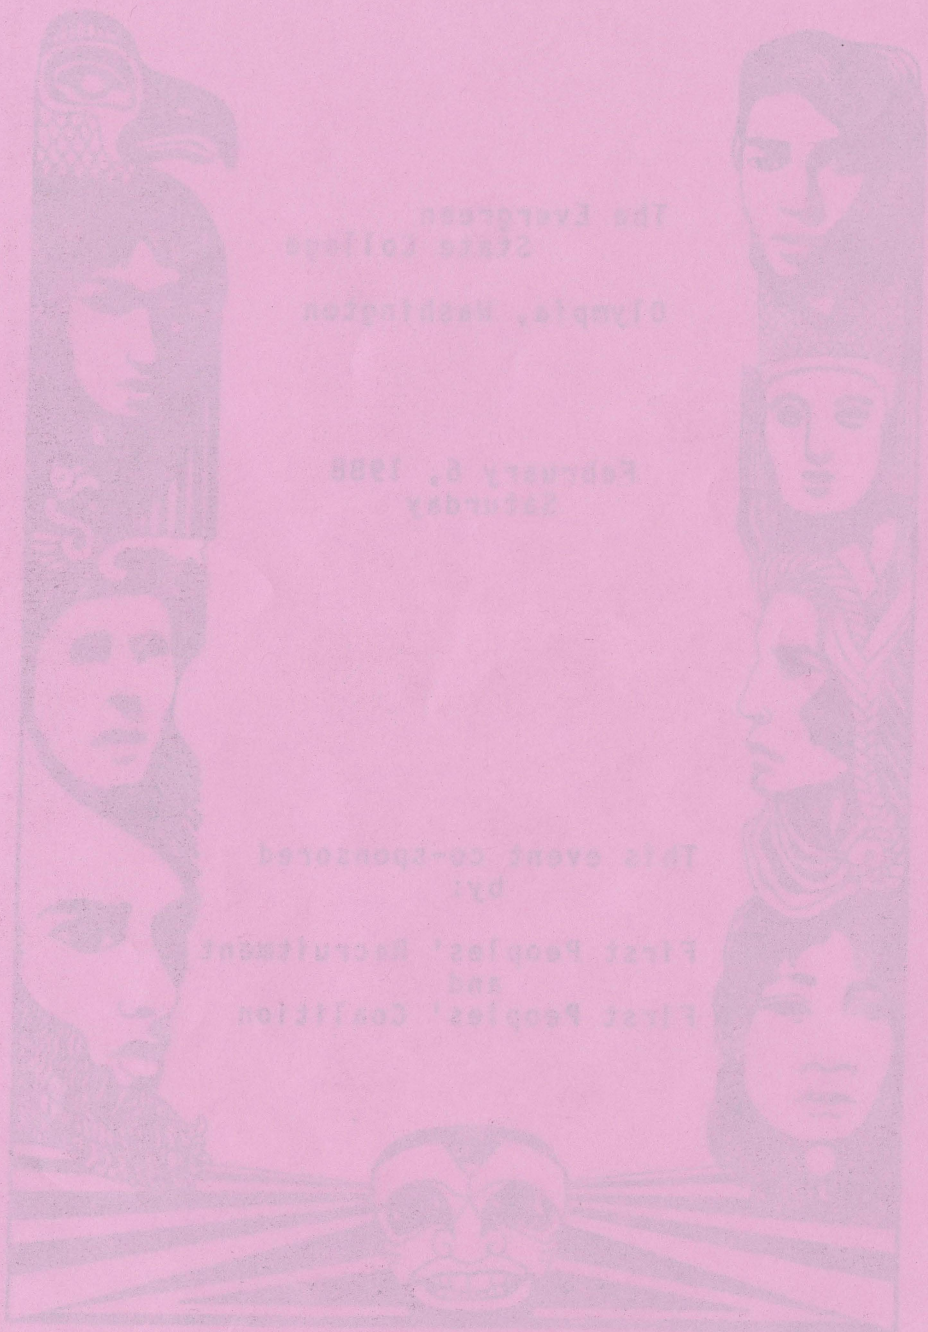 The Evergreen
State College
Olympia, Washington
February 6, 1988
Saturday
This event co-sponsored
by:
First Peoples' Recruitment
and
First Peoples' Coalition